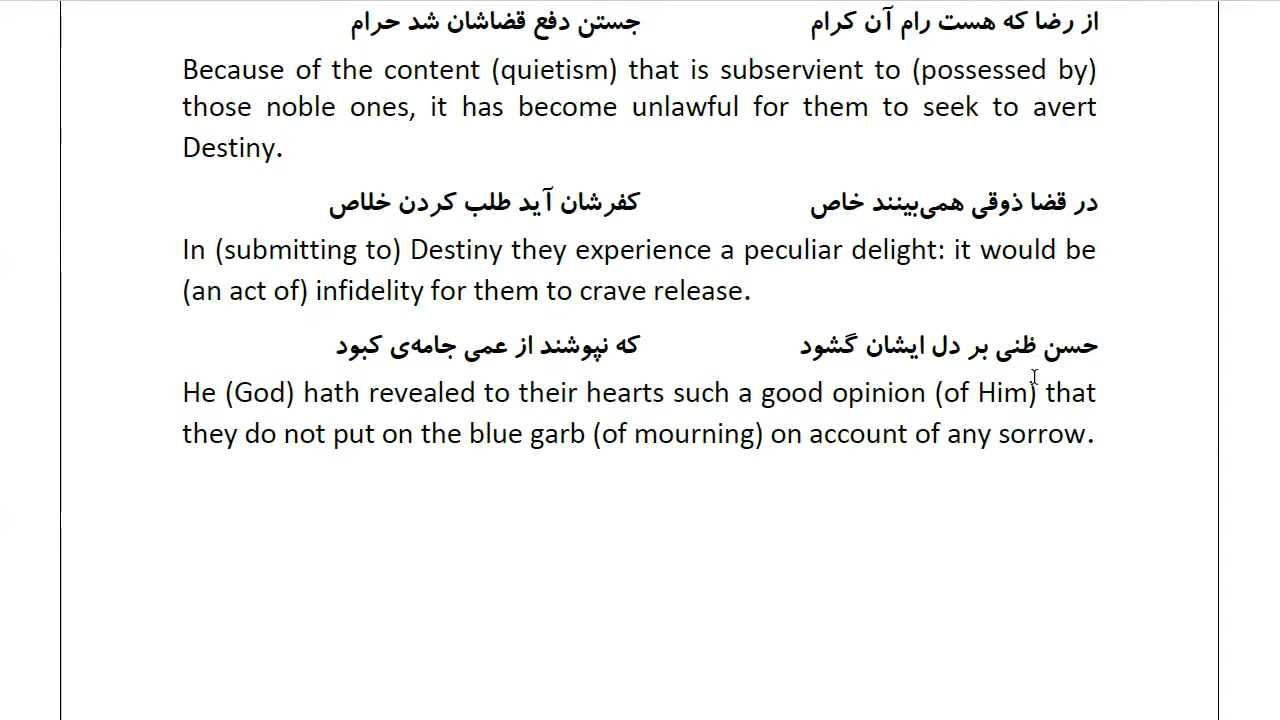 از رضا که هست رام آن کرام جستن دفع قضاشان شد حرام
Because of the content (quietism) that is subservient to (possessed by)
those noble ones, it has become unlawful for them to seek to avert
Destiny.
در قضا ذوقی همی‌بینند خاص کفرشان آید طلب کردن خلاص
In (submitting to) Destiny they experience a peculiar delight: it would be
(an act of) infidelity for them to crave release.
حسن ظنی بر دل ایشان گشود که نپوشند از عمی جامه‌ی کبود
He (God) hath revealed to their hearts such a good opinion (of Him) that
they do not put on the blue garb (of mourning) on account of any sorrow.